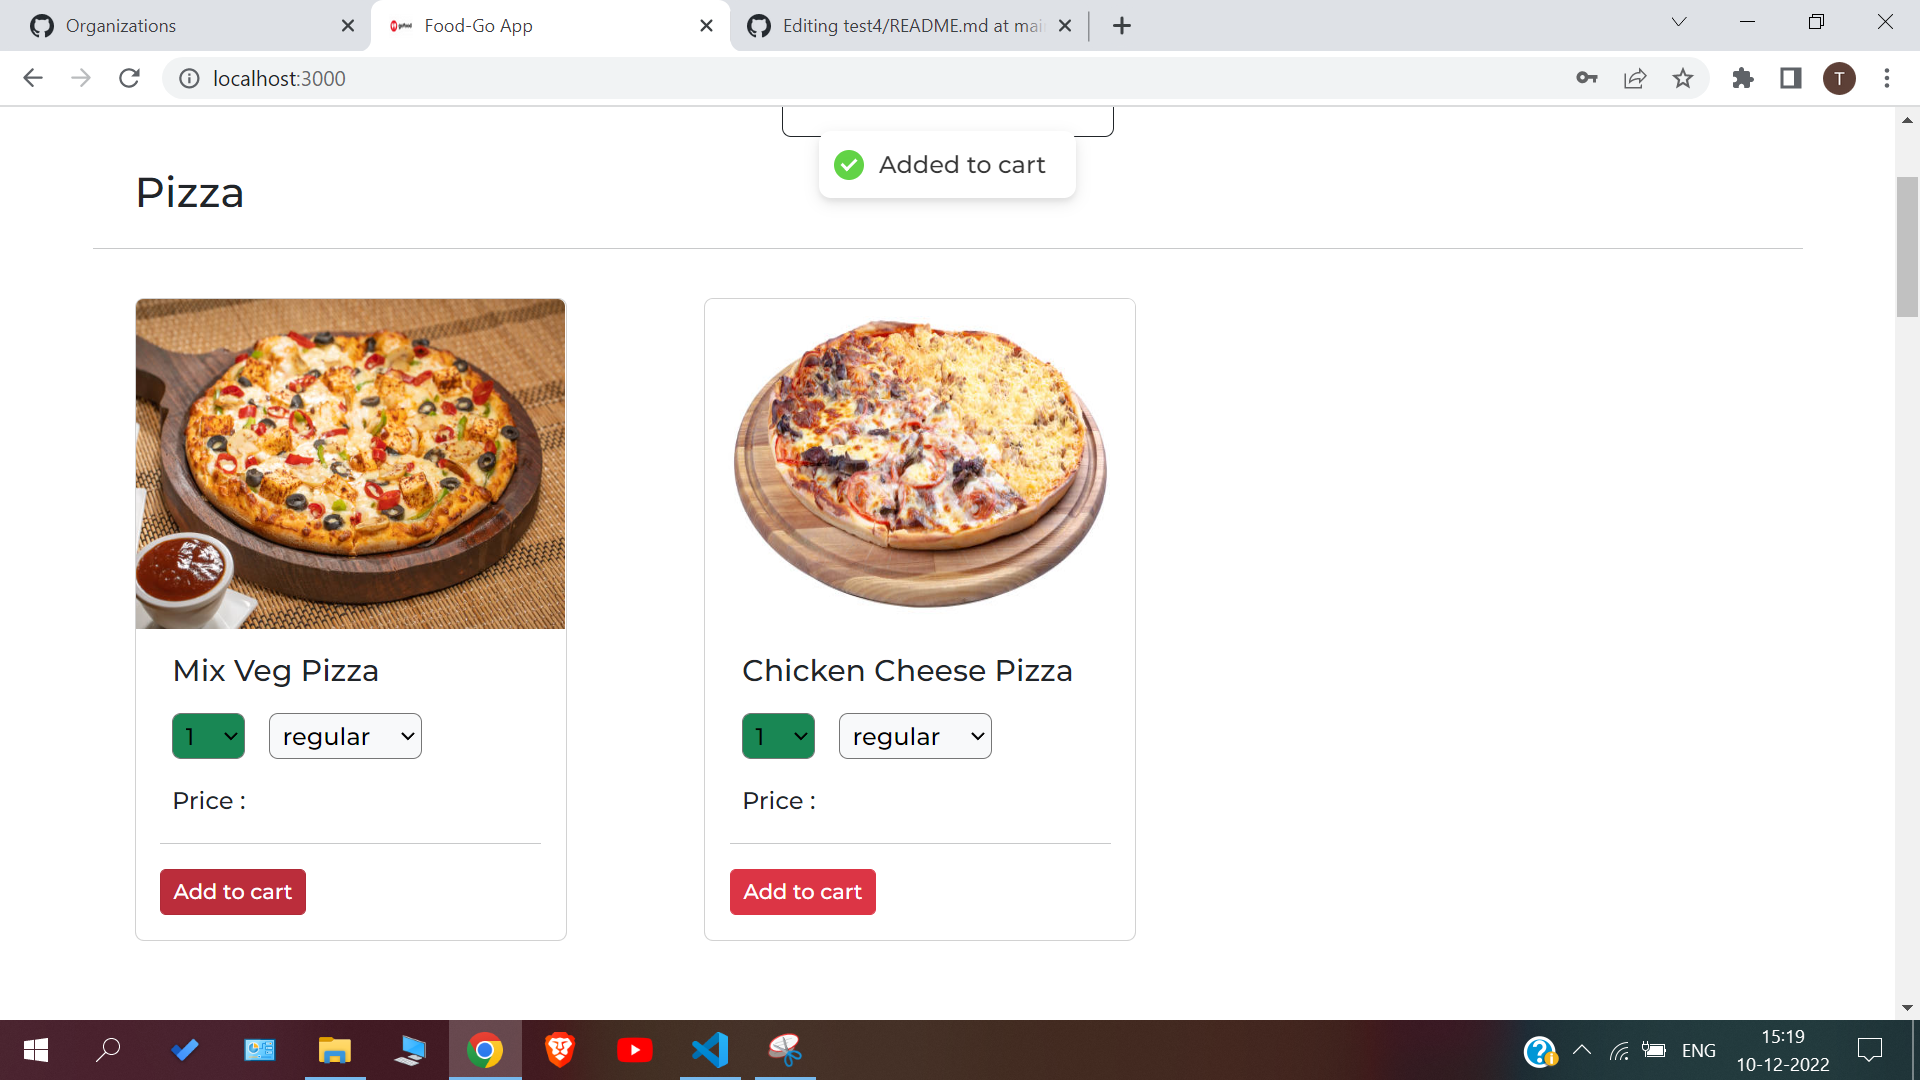 Organizations
Food-Go App
Editing test4/README.md at mai
localhost:3000
T
Added to cart
Pizza
Mix Veg Pizza
1 regular
Price :
Add to cart
Chicken Cheese Pizza
1 regular
Price :
Add to cart
ENG
15:19
10-12-2022